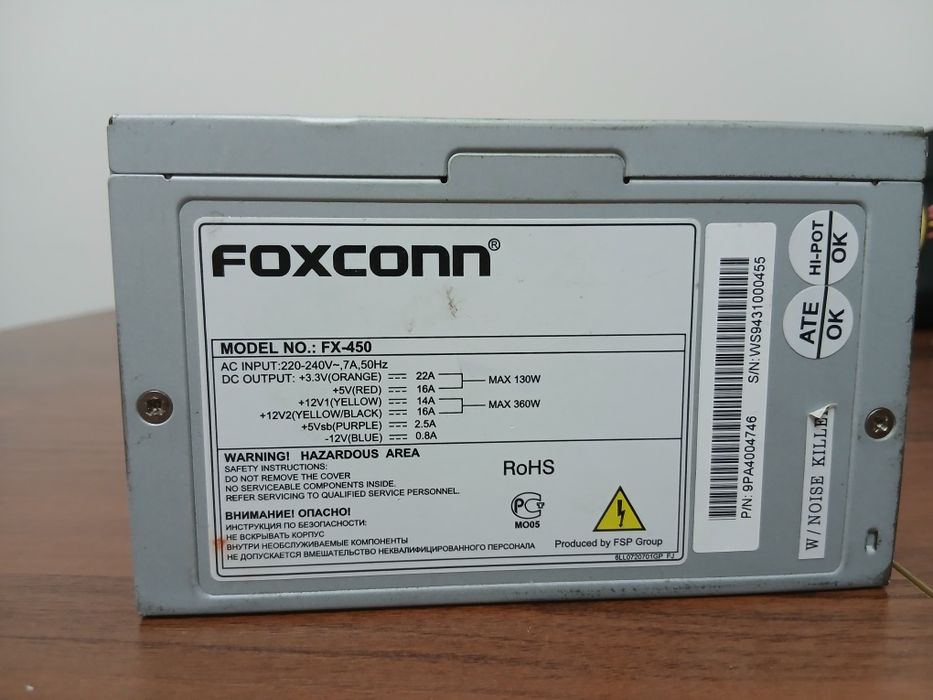 FOXCONN®
MODEL NO.: FX-450
AC INPUT:220-240V~,7A,50Hz
DC OUTPUT: +3.3V(ORANGE) 22A
+5V(RED) 16A
MAX 130W
+12V1(YELLOW) 14A
+12V2(YELLOW/BLACK) 16A
MAX 360W
+5Vsb(PURPLE) 2.5A
-12V(BLUE) 0.8A
WARNING! HAZARDOUS AREA
SAFETY INSTRUCTIONS:
DO NOT REMOVE THE COVER
NO SERVICEABLE COMPONENTS INSIDE.
REFER SERVICING TO QUALIFIED SERVICE PERSONNEL.
ВНИМАНИЕ! ОПАСНО!
ИНСТРУКЦИЯ ПО БЕЗОПАСНОСТИ:
НЕ ВСКРЫВАТЬ КОРПУС
ВНУТРИ НЕОБСЛУЖИВАЕМЫЕ КОМПОНЕНТЫ
НЕ ДОПУСКАЕТСЯ ВМЕШАТЕЛЬСТВО НЕКВАЛИФИЦИРОВАННОГО ПЕРСОНАЛА
RoHS
МО05
Produced by FSP Group
P/N: 9PA4004746
S/N:WS9431000455
HI-POT
OK
ATE
OK
W/ NOISE KILLE